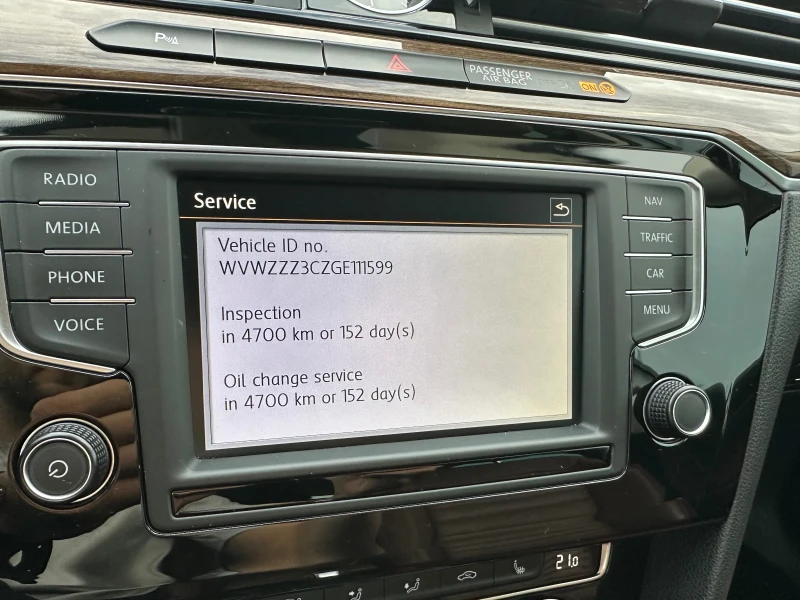 P
PASSENGER
AIR BAG
ON
RADIO
MEDIA
PHONE
VOICE
Service
Vehicle ID no.
WVWZZZ3CZGE111599
Inspection
in 4700 km or 152 day(s)
Oil change service
in 4700 km or 152 day(s)
NAV
TRAFFIC
CAR
MENU
21.0